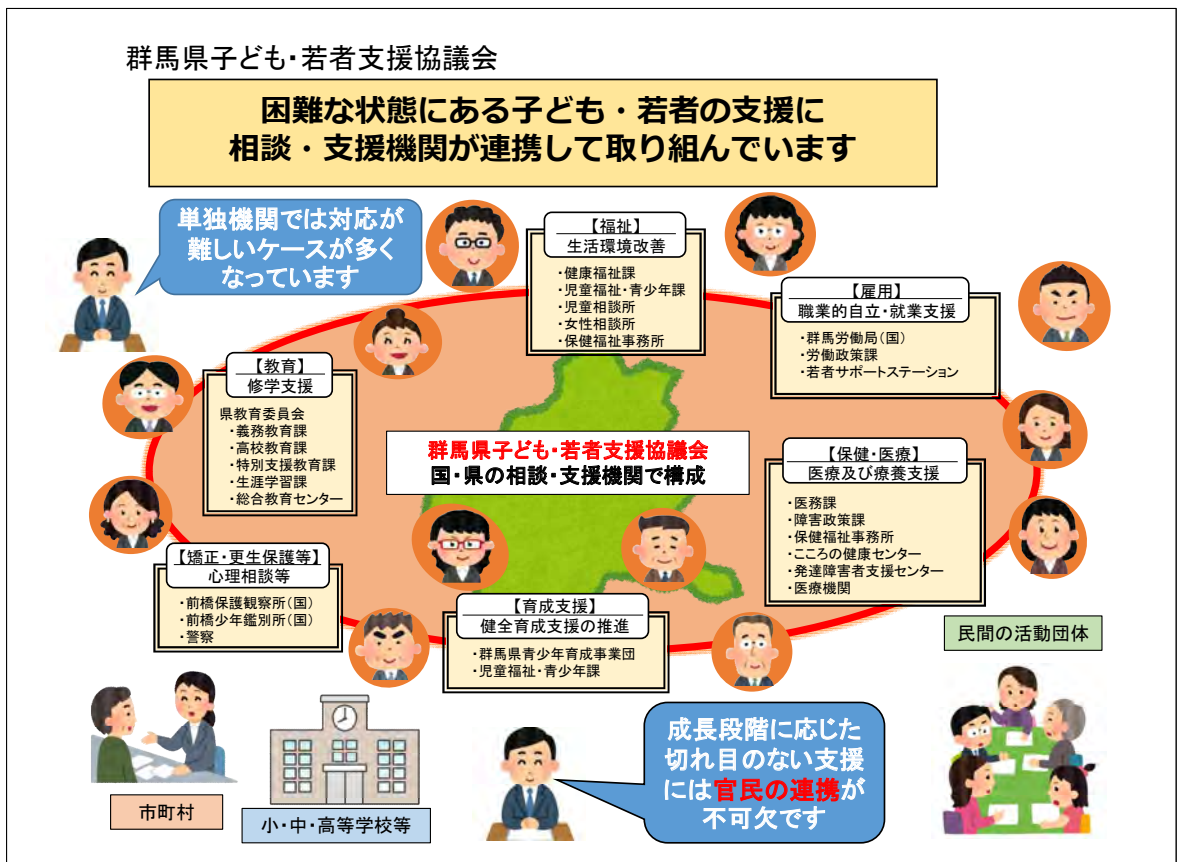 群馬県子ども・若者支援協議会
困難な状態にある子ども・若者の支援に
相談・支援機関が連携して取り組んでいます
単独機関では対応が
難しいケースが多く
なっています
【福祉】
生活環境改善
・健康福祉課
・児童福祉・青少年課
・児童相談所
・女性相談所
・保健福祉事務所
【雇用】
職業的自立・就業支援
・群馬労働局(国)
・労働政策課
・若者サポートステーション
【教育】
修学支援
県教育委員会
・義務教育課
・高校教育課
・特別支援教育課
・生涯学習課
・総合教育センター
群馬県子ども・若者支援協議会
国・県の相談・支援機関で構成
【保健・医療】
医療及び療養支援
・医務課
・障害政策課
・保健福祉事務所
・こころの健康センター
・発達障害者支援センター
・医療機関
【矯正・更生保護等】
心理相談等
・前橋保護観察所(国)
・前橋少年鑑別所(国)
・警察
【育成支援】
健全育成支援の推進
・群馬県青少年育成事業団
・児童福祉・青少年課
民間の活動団体
市町村
小・中・高等学校等
成長段階に応じた
切れ目のない支援
には官民の連携が
不可欠です